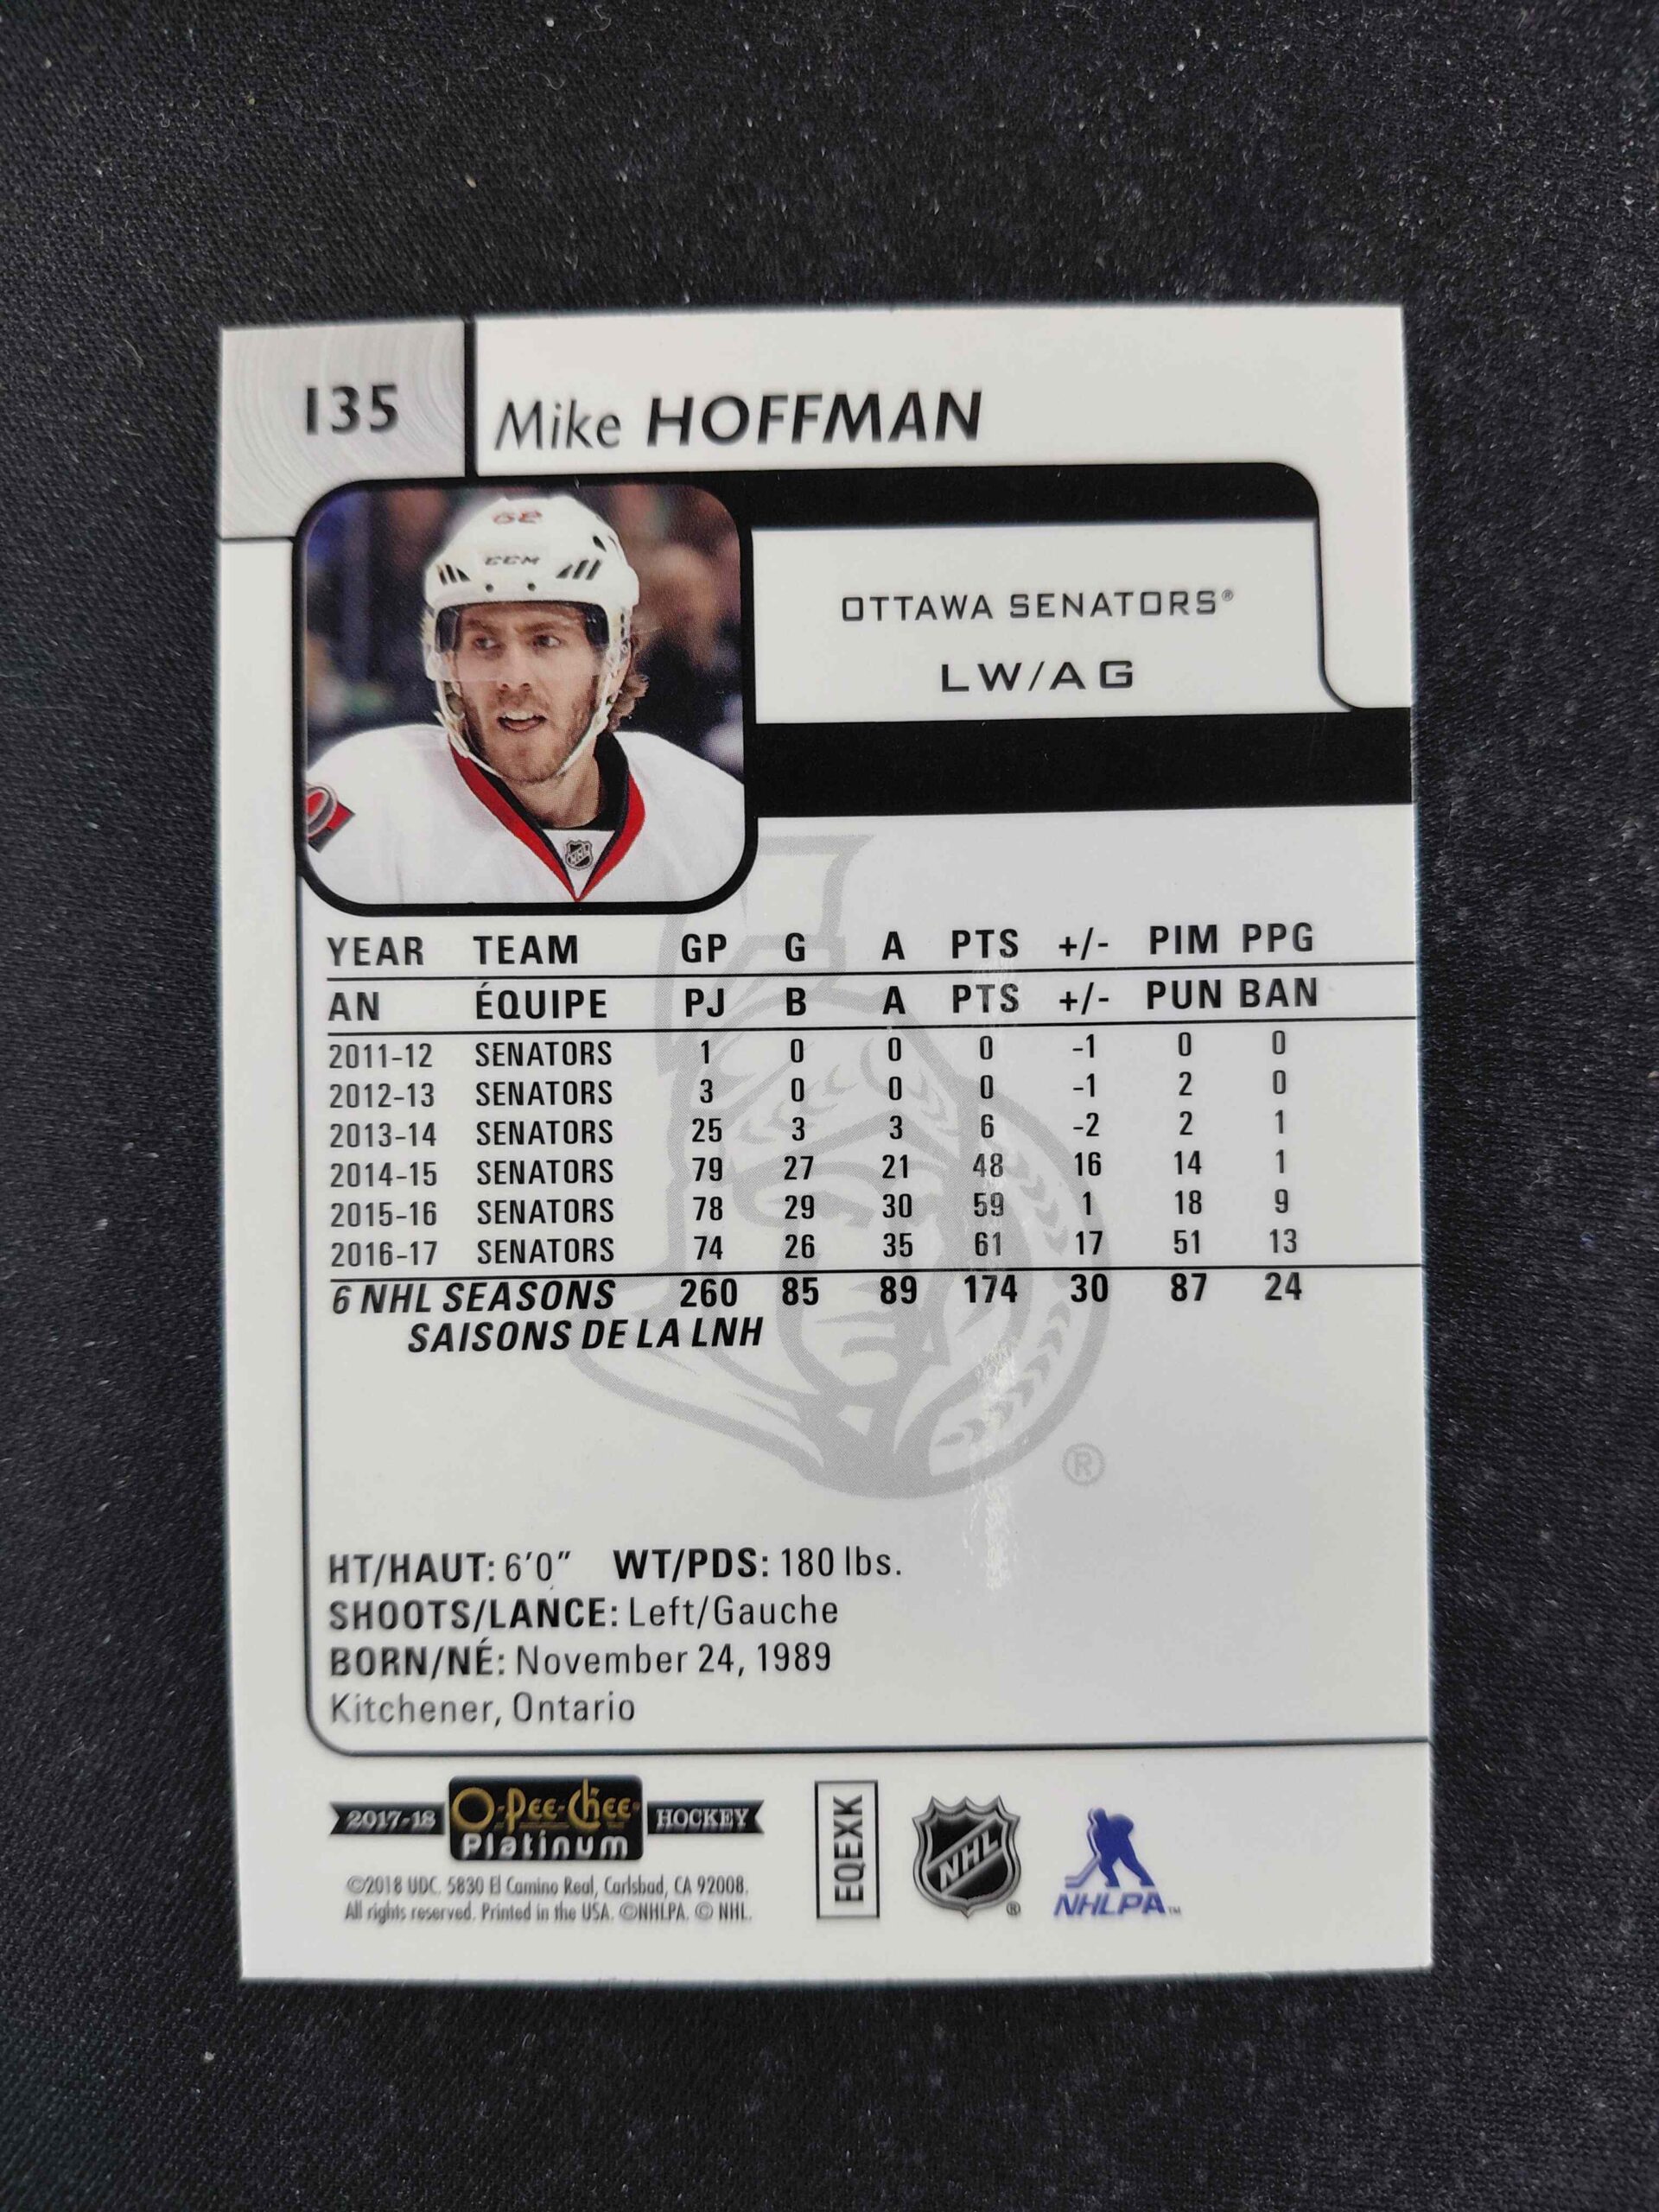 135
Mike HOFFMAN
68
CCM
OTTAWA SENATORS®
LW/AG
YEAR TEAM GP G A PTS +/- PIM PPG
AN ÉQUIPE PJ B A PTS +/- PUN BAN
2011-12 SENATORS 1 0 0 0 -1 0 0
2012-13 SENATORS 3 0 0 0 -1 2 0
2013-14 SENATORS 25 3 3 6 -2 2 1
2014-15 SENATORS 79 27 21 48 16 14 1
2015-16 SENATORS 78 29 30 59 1 18 9
2016-17 SENATORS 74 26 35 61 17 51 13
6 NHL SEASONS 260 85 89 174 30 87 24
SAISONS DE LA LNH
®
HT/HAUT: 6'0" WT/PDS: 180 lbs.
SHOOTS/LANCE: Left/Gauche
BORN/NÉ: November 24, 1989
Kitchener, Ontario
2017-18 O-Pee-Chee Platinum HOCKEY
©2018 UDC. 5830 El Camino Real, Carlsbad, CA 92008.
All rights reserved. Printed in the USA. ©NHLPA. © NHL.
EQEXK
NHL ®
NHLPA™